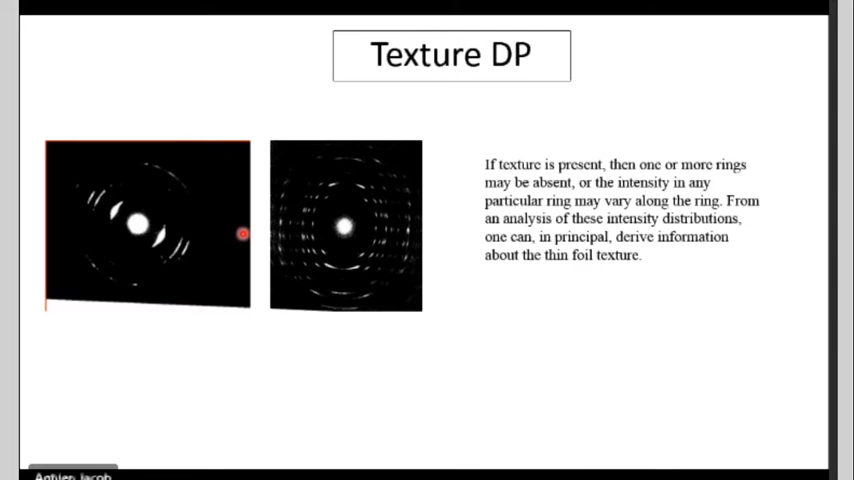 Texture DP
If texture is present, then one or more rings
may be absent, or the intensity in any
particular ring may vary along the ring. From
an analysis of these intensity distributions,
one can, in principal, derive information
about the thin foil texture.
Jacob